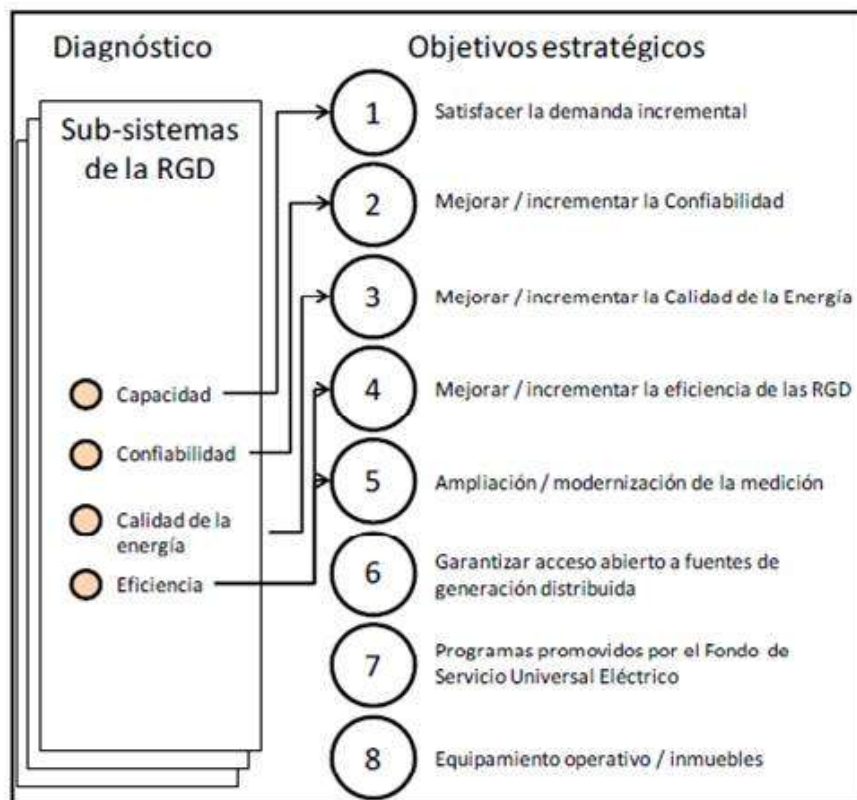 Diagnóstico
Objetivos estratégicos
Sub-sistemas
de la RGD
Capacidad
Confiabilidad
Calidad de la
energía
Eficiencia
1
Satisfacer la demanda incremental
2
Mejorar / incrementar la Confiabilidad
3
Mejorar / incrementar la Calidad de la Energía
4
Mejorar / incrementar la eficiencia de las RGD
5
Ampliación / modernización de la medición
6
Garantizar acceso abierto a fuentes de
generación distribuida
7
Programas promovidos por el Fondo de
Servicio Universal Eléctrico
8
Equipamiento operativo / inmuebles